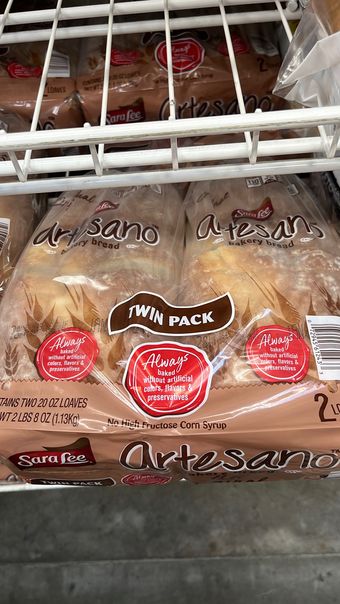 Sara Lee
artesano
Sara Lee
artesano
bakery bread
Sara Lee
artesano
bakery bread
TWIN PACK
Always
baked
without artificial
colors, flavors &
preservatives
Always
baked
without artificial
colors, flavors &
preservatives
Always
baked
without artificial
colors, flavors &
preservatives
TAINS TWO 20 OZ LOAVES
WT 2 LBS 8 OZ (1.13Kg)
No High Fructose Corn Syrup
2
Sara Lee
artesano
TWIN PACK